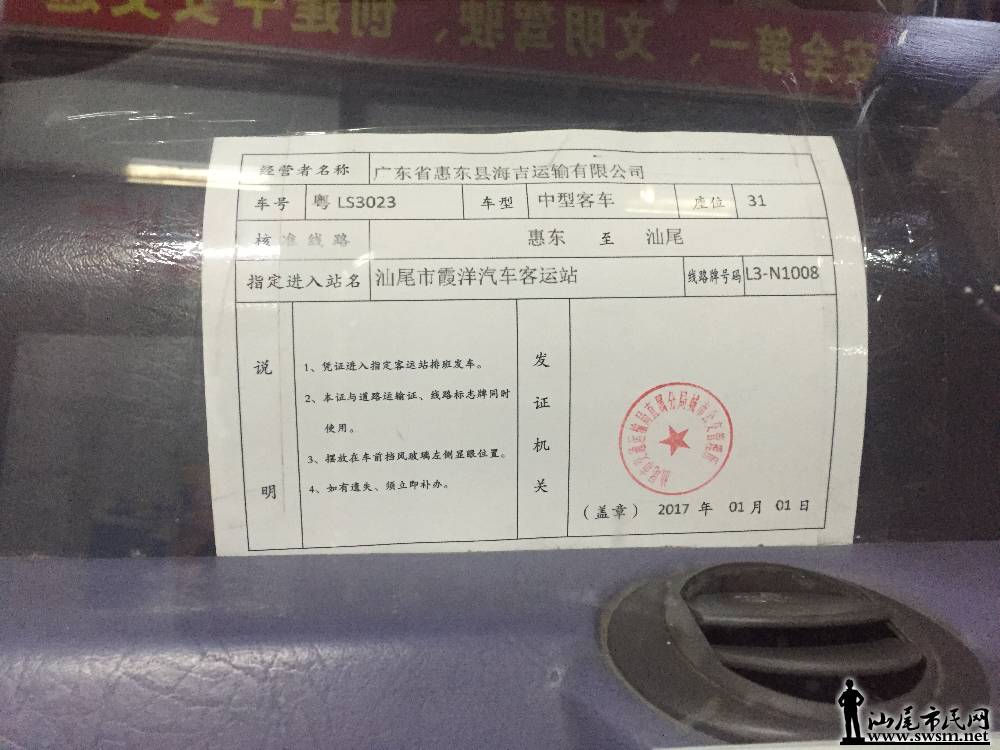 安全第一、文明驾驶、创建平安
经营者名称 广东省惠东县海吉运输有限公司
车号 粤 LS3023 车型 中型客车 座位 31
核准线路 惠东 至 汕尾
指定进入站名 汕尾市霞洋汽车客运站 线路牌号码 L3-N1008
说明
1、凭证进入指定客运站排班发车。
2、本证与道路运输证、线路标志牌同时
使用。
3、摆放在车前挡风玻璃左侧显眼位置。
4、如有遗失、须立即补办。
发证机关
(盖章) 2017 年 01 月 01 日
汕尾市民网
www.swsm.net